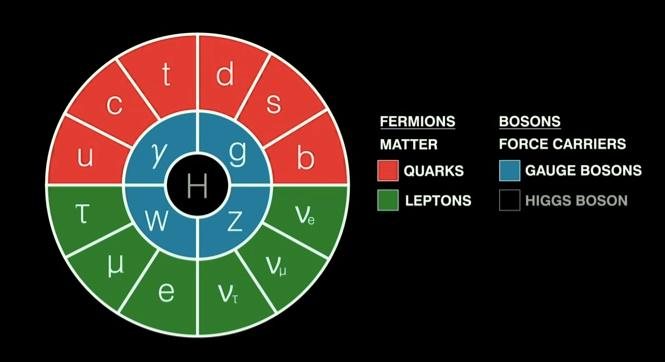 t d
c s
u γ g b
H
τ W Z νe
μ νμ
e ντ
FERMIONS
MATTER
QUARKS
LEPTONS
BOSONS
FORCE CARRIERS
GAUGE BOSONS
HIGGS BOSON